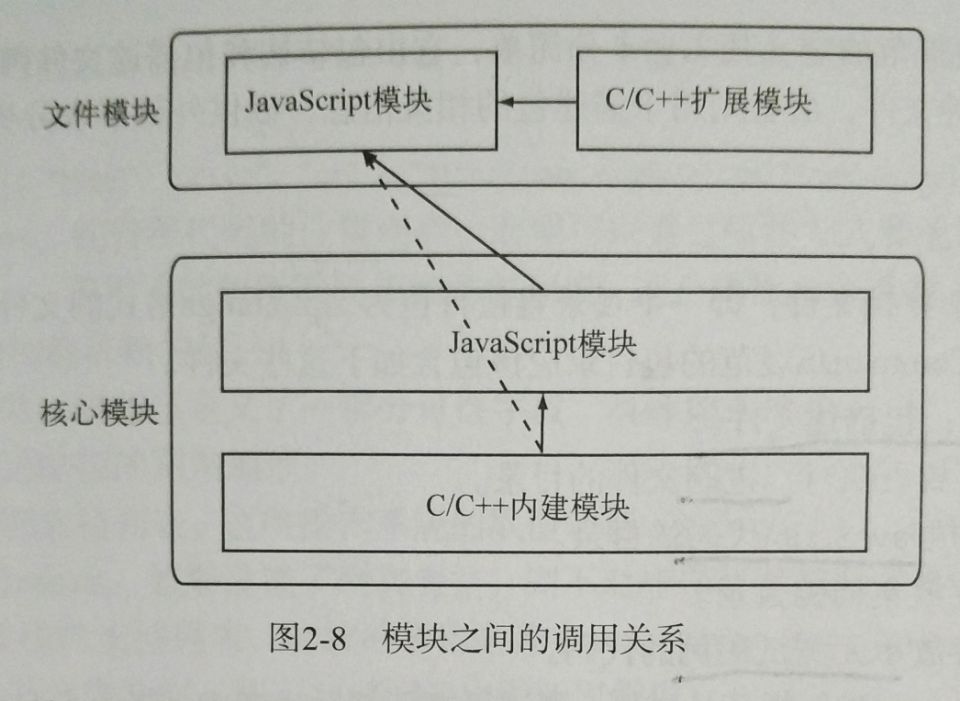 文件模块
JavaScript模块
C/C++扩展模块
核心模块
JavaScript模块
C/C++内建模块
图2-8 模块之间的调用关系